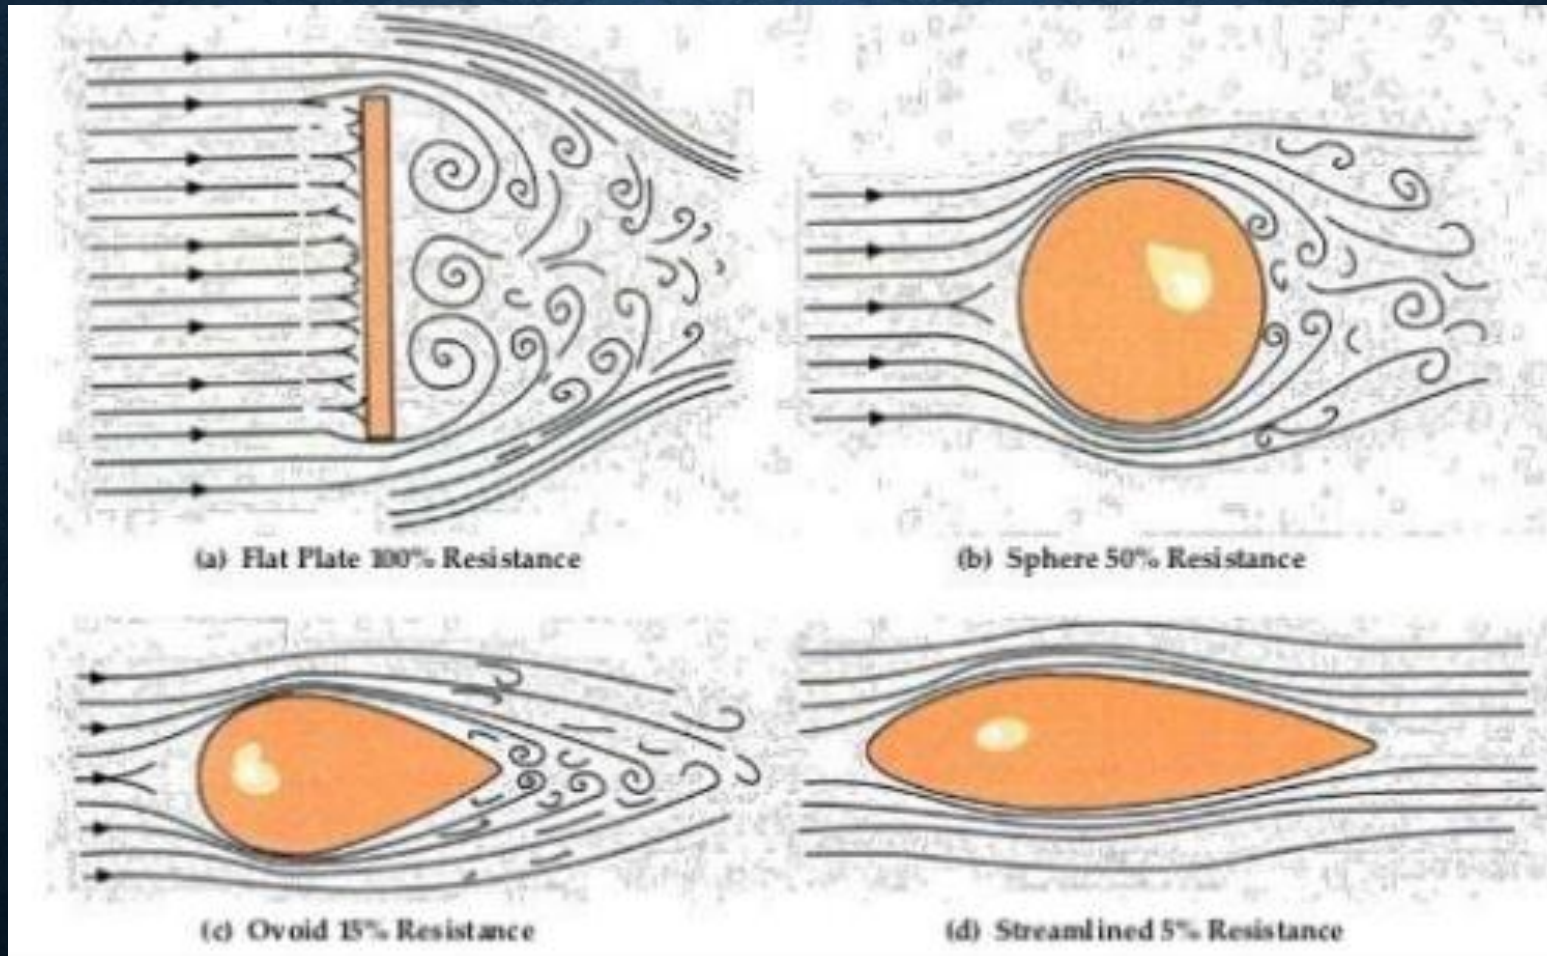 (a) Flat Plate 100% Resistance
(b) Sphere 50% Resistance
(c) Ovoid 15% Resistance
(d) Streamlined 5% Resistance